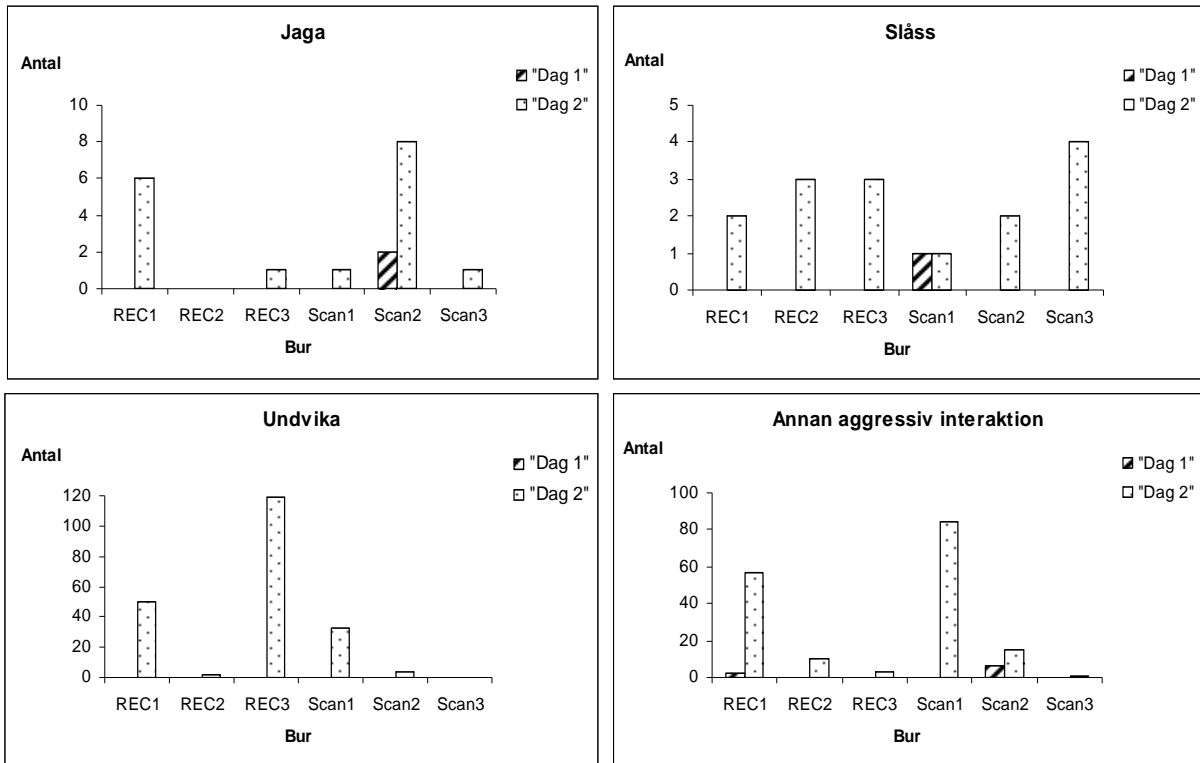 Jaga
Antal
"Dag 1"
"Dag 2"
10
8
6
4
2
0
REC1 REC2 REC3 Scan1 Scan2 Scan3
Bur
Slåss
Antal
"Dag 1"
"Dag 2"
5
4
3
2
1
0
REC1 REC2 REC3 Scan1 Scan2 Scan3
Bur
Undvika
Antal
"Dag 1"
"Dag 2"
120
100
80
60
40
20
0
REC1 REC2 REC3 Scan1 Scan2 Scan3
Bur
Annan aggressiv interaktion
Antal
"Dag 1"
"Dag 2"
100
80
60
40
20
0
REC1 REC2 REC3 Scan1 Scan2 Scan3
Bur